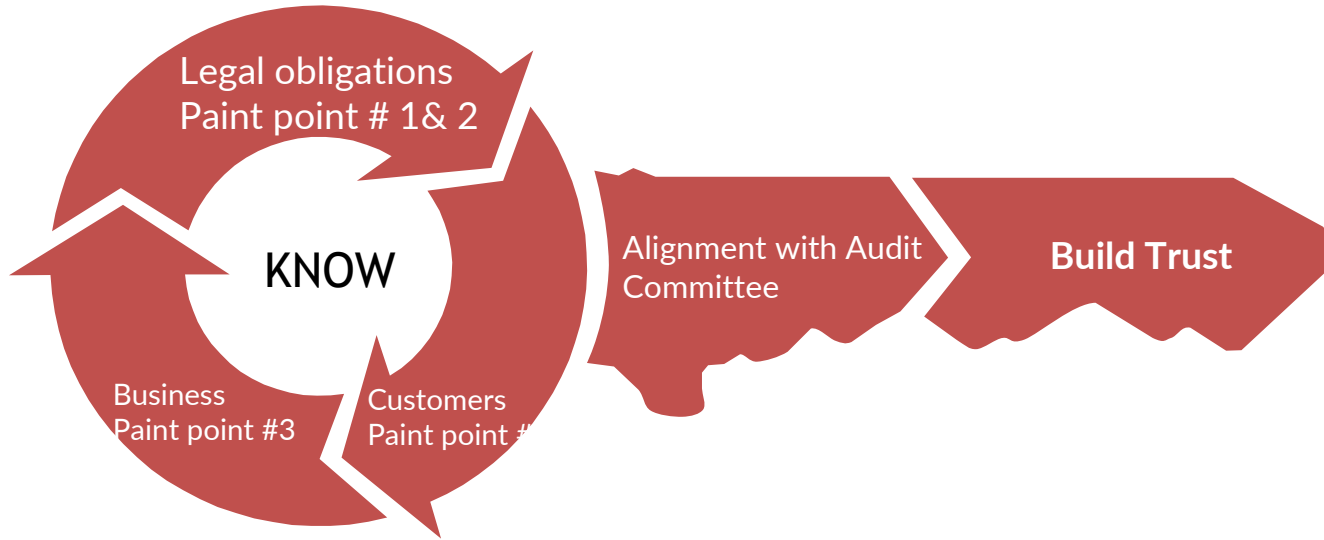 Legal obligations
Paint point # 1& 2
KNOW
Alignment with Audit
Committee
Build Trust
Business
Paint point #3
Customers
Paint point #